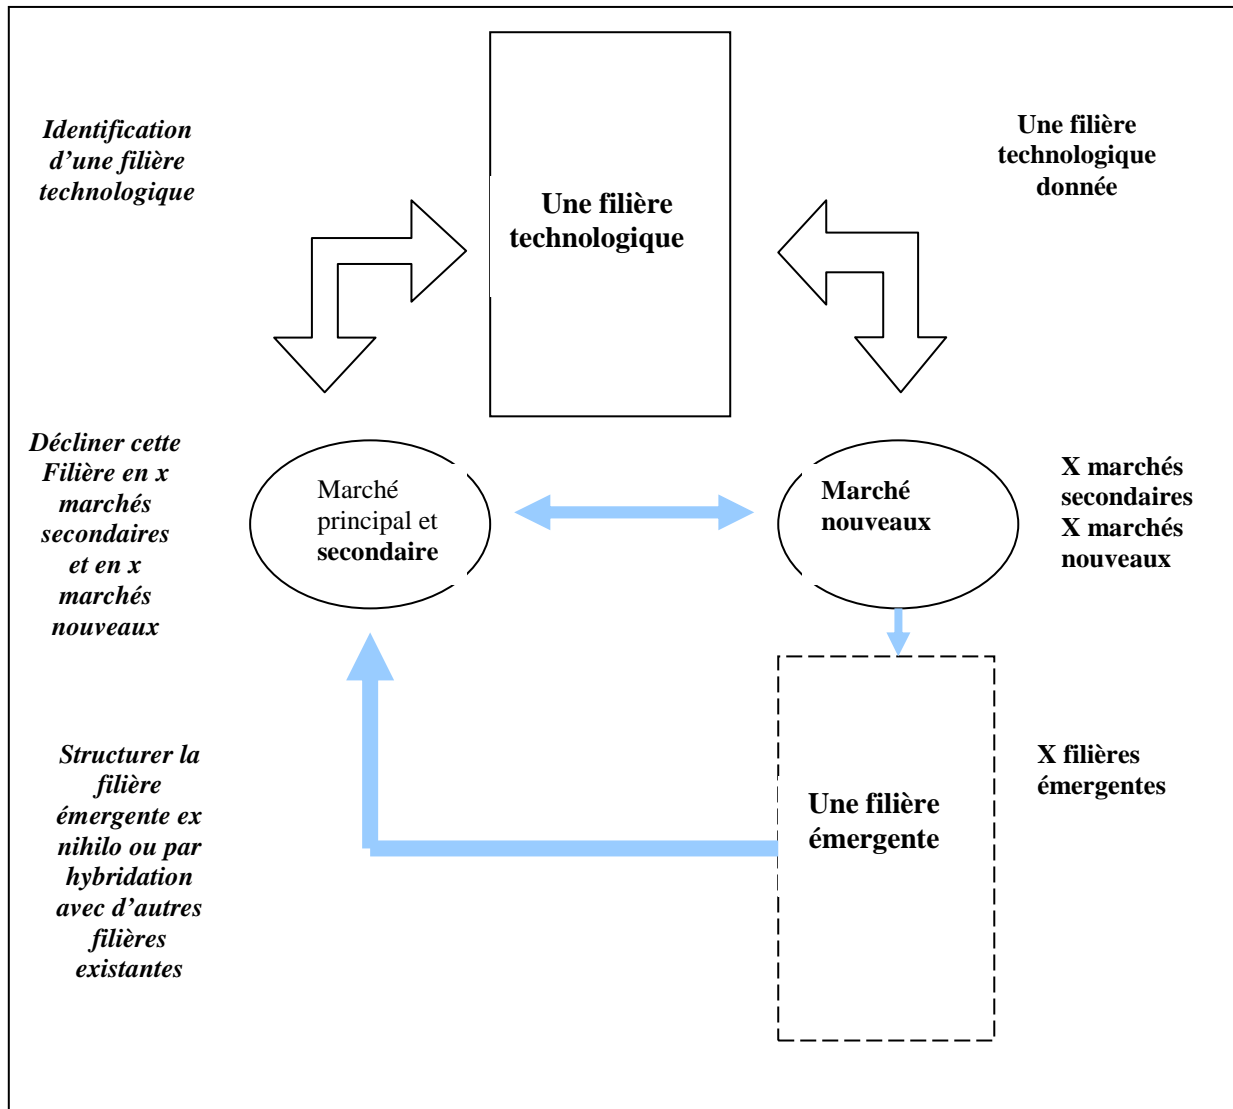 Identification
d'une filière
technologique
Une filière
technologique
Une filière
technologique
donnée
Décliner cette
Filière en x
marchés
secondaires
et en x
marchés
nouveaux
Marché
principal et
secondaire
Marché
nouveaux
X marchés
secondaires
X marchés
nouveaux
Structurer la
filière
émergente ex
nihilo ou par
hybridation
avec d'autres
filières
existantes
Une filière
émergente
X filières
émergentes